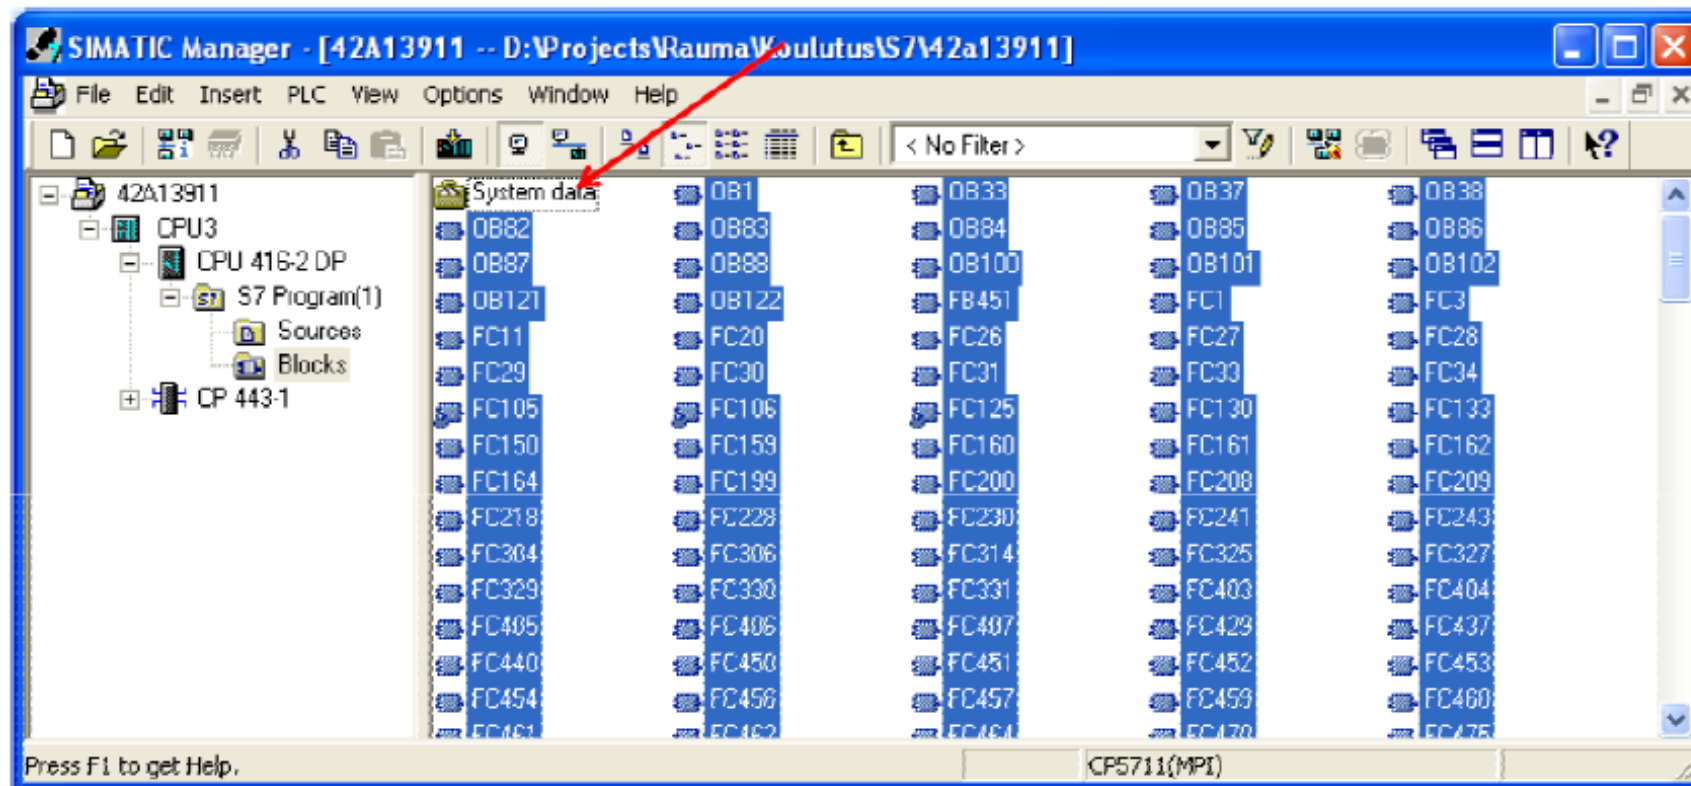 SIMATIC Manager - [42A13911 -- D:\Projects\Rauma\Koulutus\S7\42a13911]
File Edit Insert PLC View Options Window Help
< No Filter >
42A13911
CPU3
CPU 416-2 DP
S7 Program(1)
Sources
Blocks
CP 443-1
System data OB1 OB33 OB37 OB38
OB82 OB83 OB84 OB85 OB86
OB87 OB88 OB100 OB101 OB102
OB121 OB122 FB451 FC1 FC3
FC11 FC20 FC26 FC27 FC28
FC29 FC30 FC31 FC33 FC34
FC105 FC106 FC125 FC130 FC133
FC150 FC159 FC160 FC161 FC162
FC164 FC199 FC200 FC208 FC209
FC218 FC228 FC230 FC241 FC243
FC304 FC306 FC314 FC325 FC327
FC329 FC330 FC331 FC403 FC404
FC405 FC406 FC407 FC429 FC437
FC440 FC450 FC451 FC452 FC453
FC454 FC456 FC457 FC459 FC460
FC461 FC462 FC464 FC470 FC475
Press F1 to get Help.
CP5711(MPI)